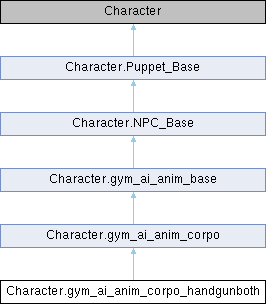 Character
Character.Puppet_Base
Character.NPC_Base
Character.gym_ai_anim_base
Character.gym_ai_anim_corpo
Character.gym_ai_anim_corpo_handgunboth